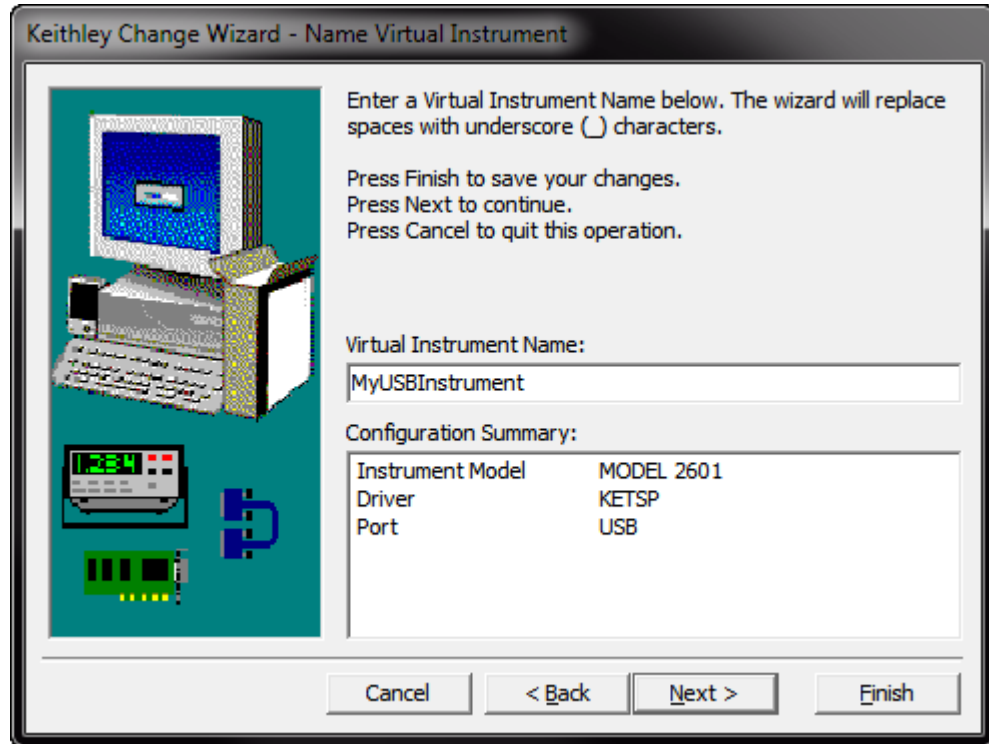 Keithley Change Wizard - Name Virtual Instrument
Enter a Virtual Instrument Name below. The wizard will replace
spaces with underscore (_) characters.
Press Finish to save your changes.
Press Next to continue.
Press Cancel to quit this operation.
Virtual Instrument Name:
MyUSBInstrument
Configuration Summary:
Instrument Model MODEL 2601
Driver KETSP
Port USB
1.234
Cancel
< Back
Next >
Finish